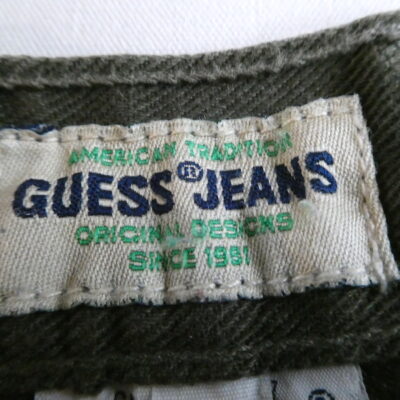 AMERICAN TRADITION
GUESS® JEANS
ORIGINAL DESIGNS
SINCE 1981